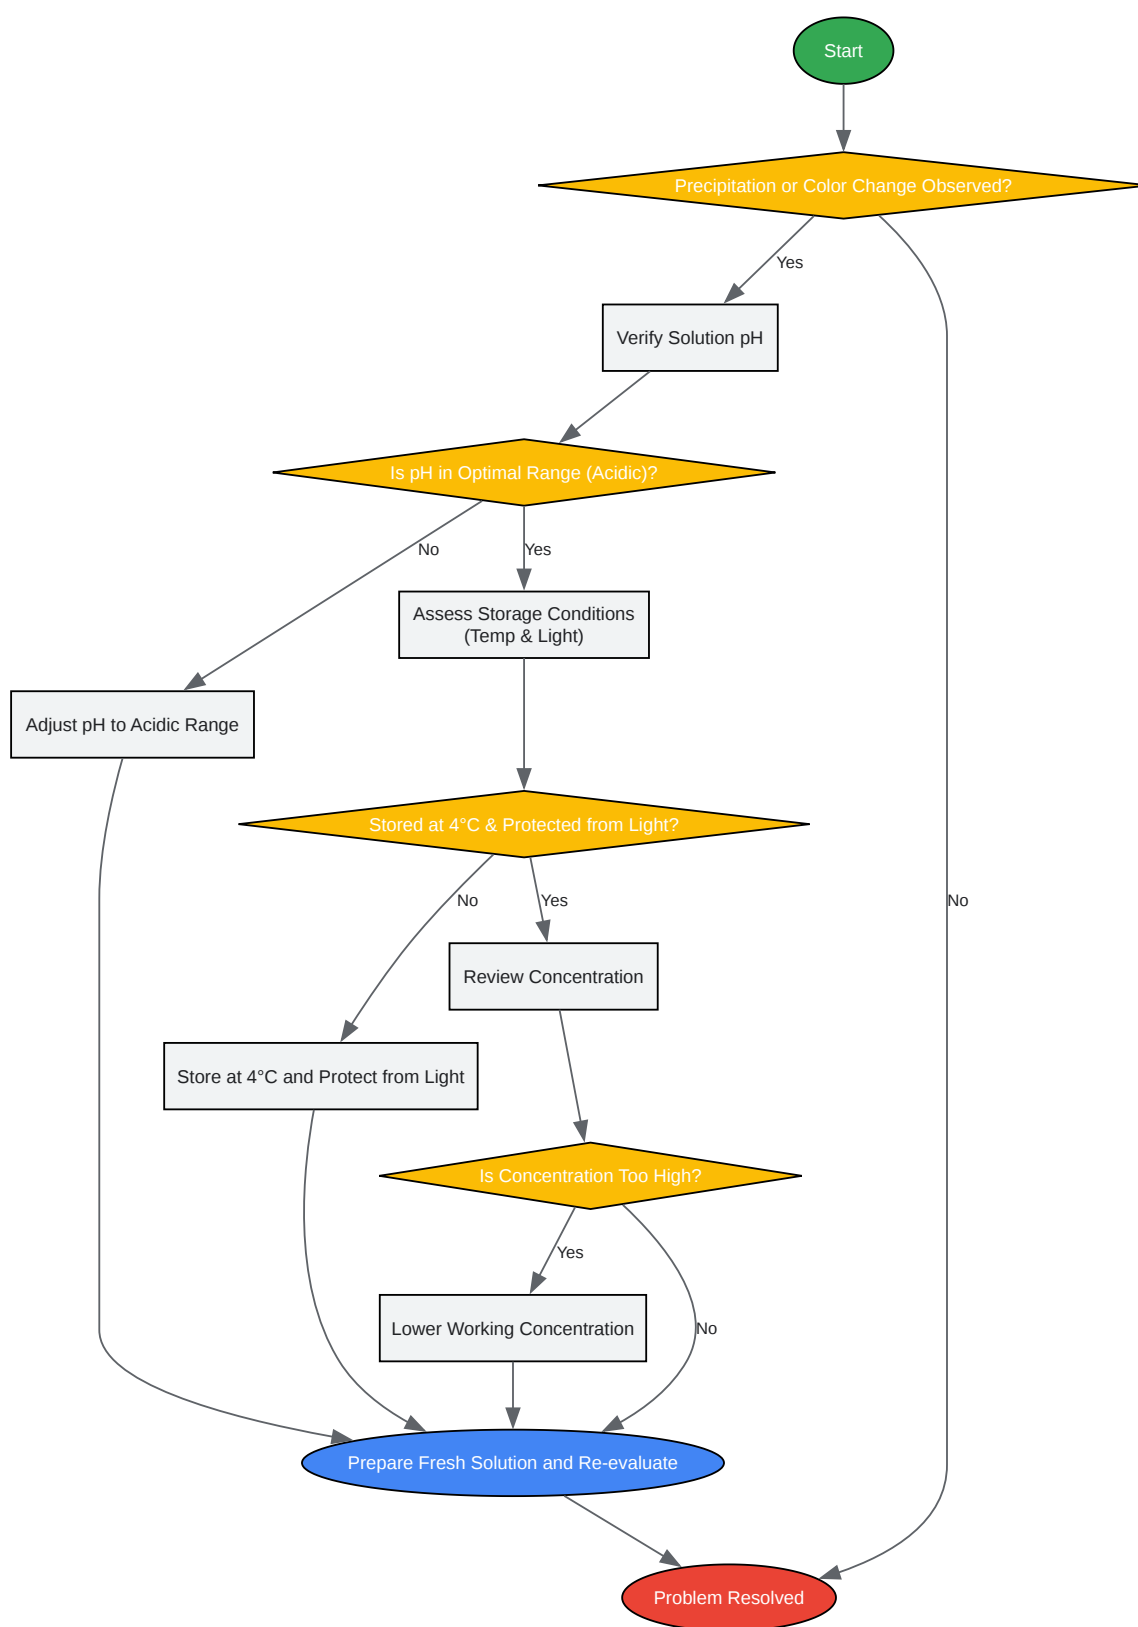 Start
Precipitation or Color Change Observed?
Yes
Verify Solution pH
Is pH in Optimal Range (Acidic)?
No
Yes
Assess Storage Conditions
(Temp & Light)
Adjust pH to Acidic Range
Stored at 4°C & Protected from Light?
No
Yes
No
Review Concentration
Store at 4°C and Protect from Light
Is Concentration Too High?
Yes
Lower Working Concentration
No
Prepare Fresh Solution and Re-evaluate
Problem Resolved